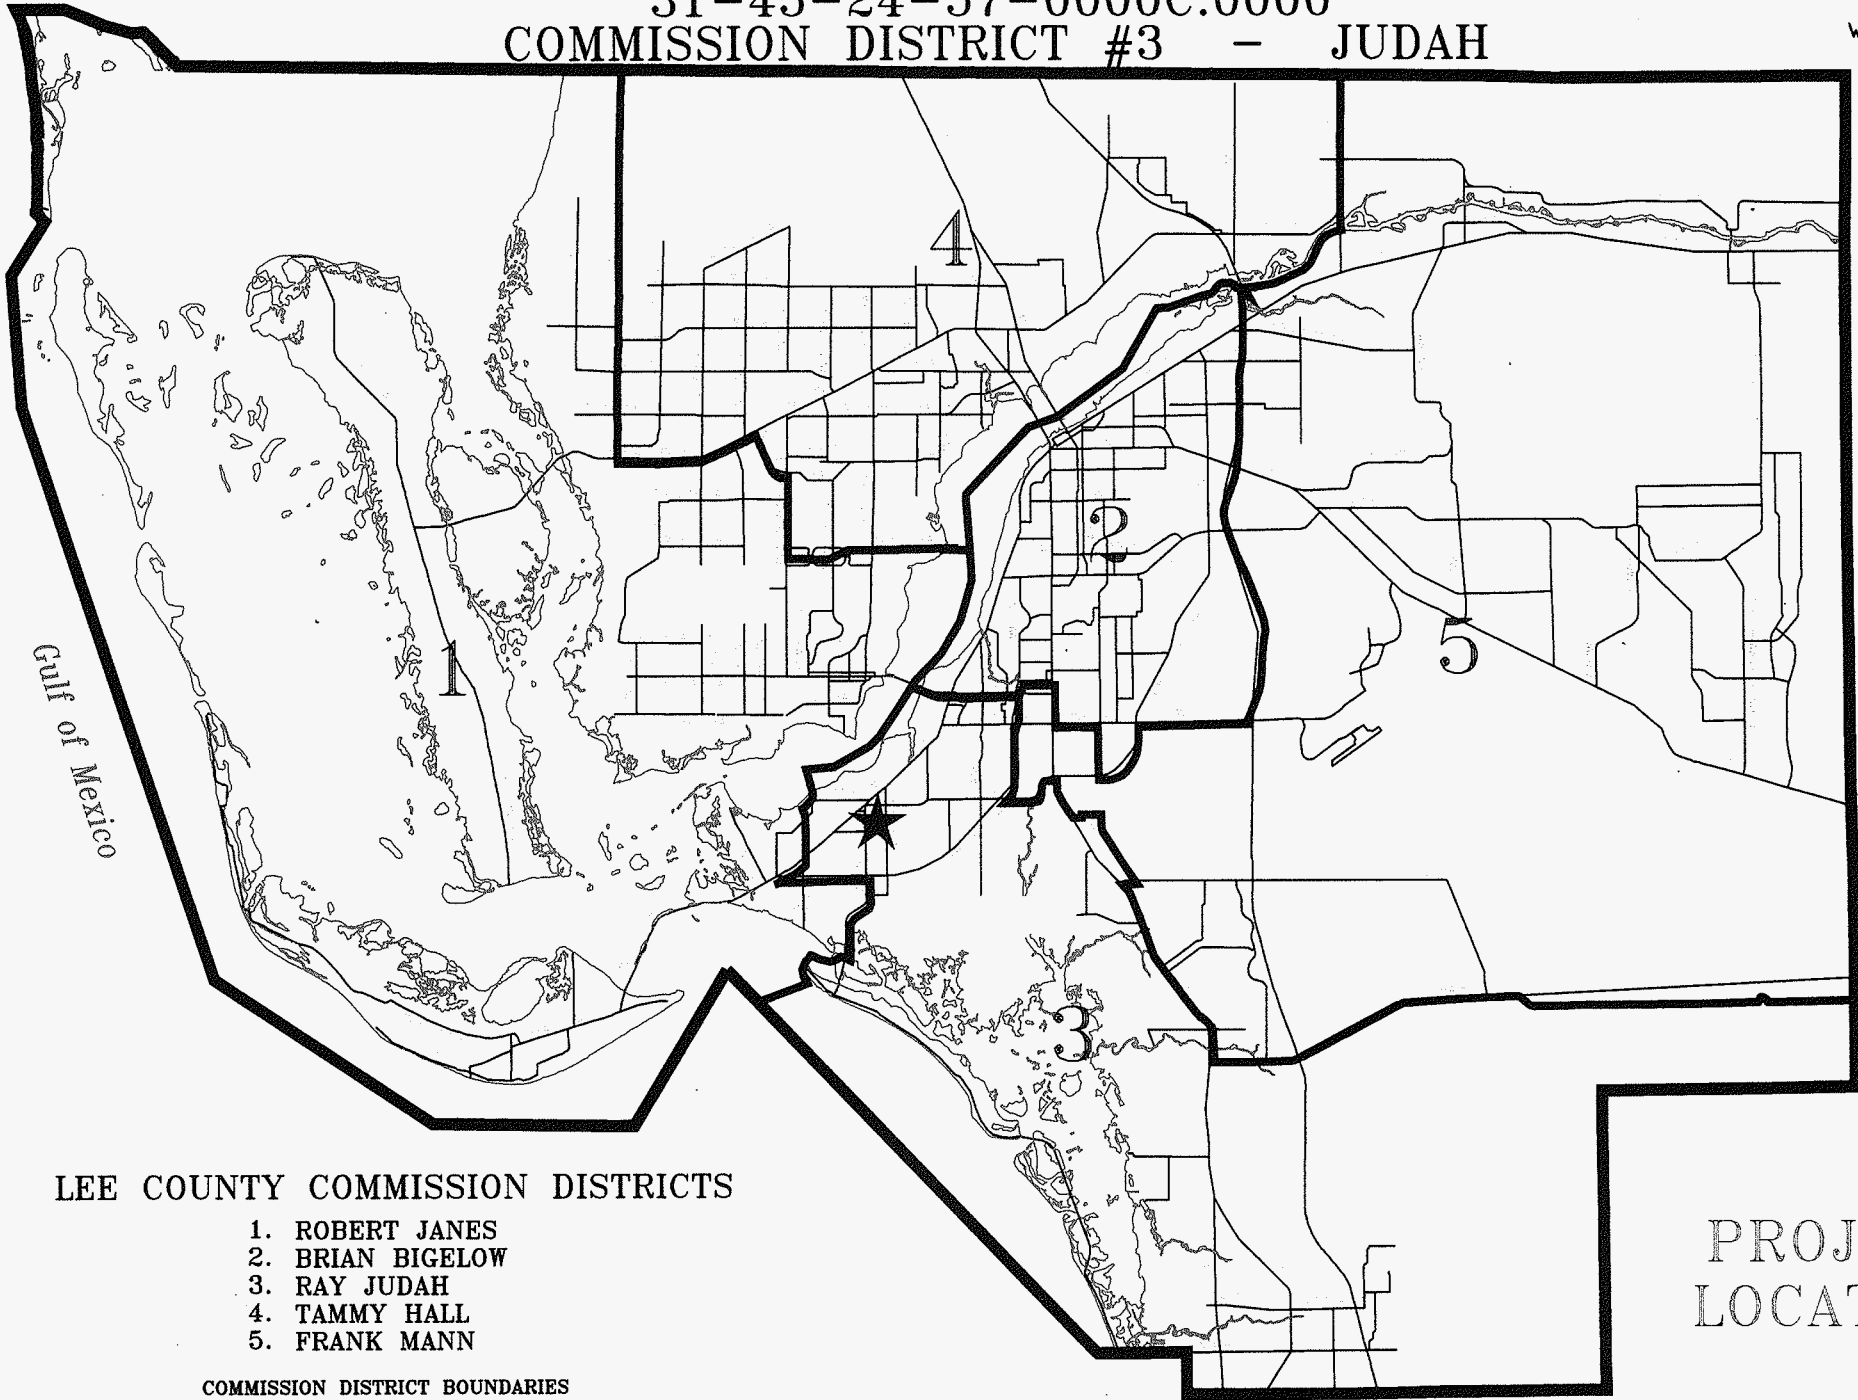 COMMISSION DISTRICT #3 - JUDAH
4
2
5
1
Gulf of Mexico
3
LEE COUNTY COMMISSION DISTRICTS
1. ROBERT JANES
2. BRIAN BIGELOW
3. RAY JUDAH
4. TAMMY HALL
5. FRANK MANN
COMMISSION DISTRICT BOUNDARIES